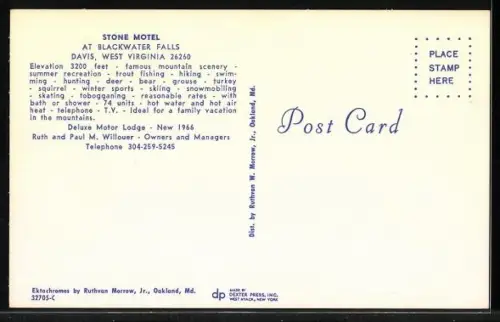 STONE MOTEL
AT BLACKWATER FALLS
DAVIS, WEST VIRGINIA 26260
Elevation 3200 feet - famous mountain scenery -
summer recreation - trout fishing - hiking - swim-
ming - hunting - deer - bear - grouse - turkey
- squirrel - winter sports - skiing - snowmobiling
- skating - tobogganing - reasonable rates - with
bath or shower - 74 units - hot water and hot air
heat - telephone - T.V. - Ideal for a family vacation
in the mountains.
Deluxe Motor Lodge - New 1966
Ruth and Paul M. Willouer - Owners and Managers
Telephone 304-259-5245
PLACE
STAMP
HERE
Post Card
Dist. by Ruthvan W. Morrow, Jr., Oakland, Md.
Ektachromes by Ruthvan Morrow, Jr., Oakland, Md.
32705-C
dp
MADE BY
DEXTER PRESS, INC.
WEST NYACK, NEW YORK